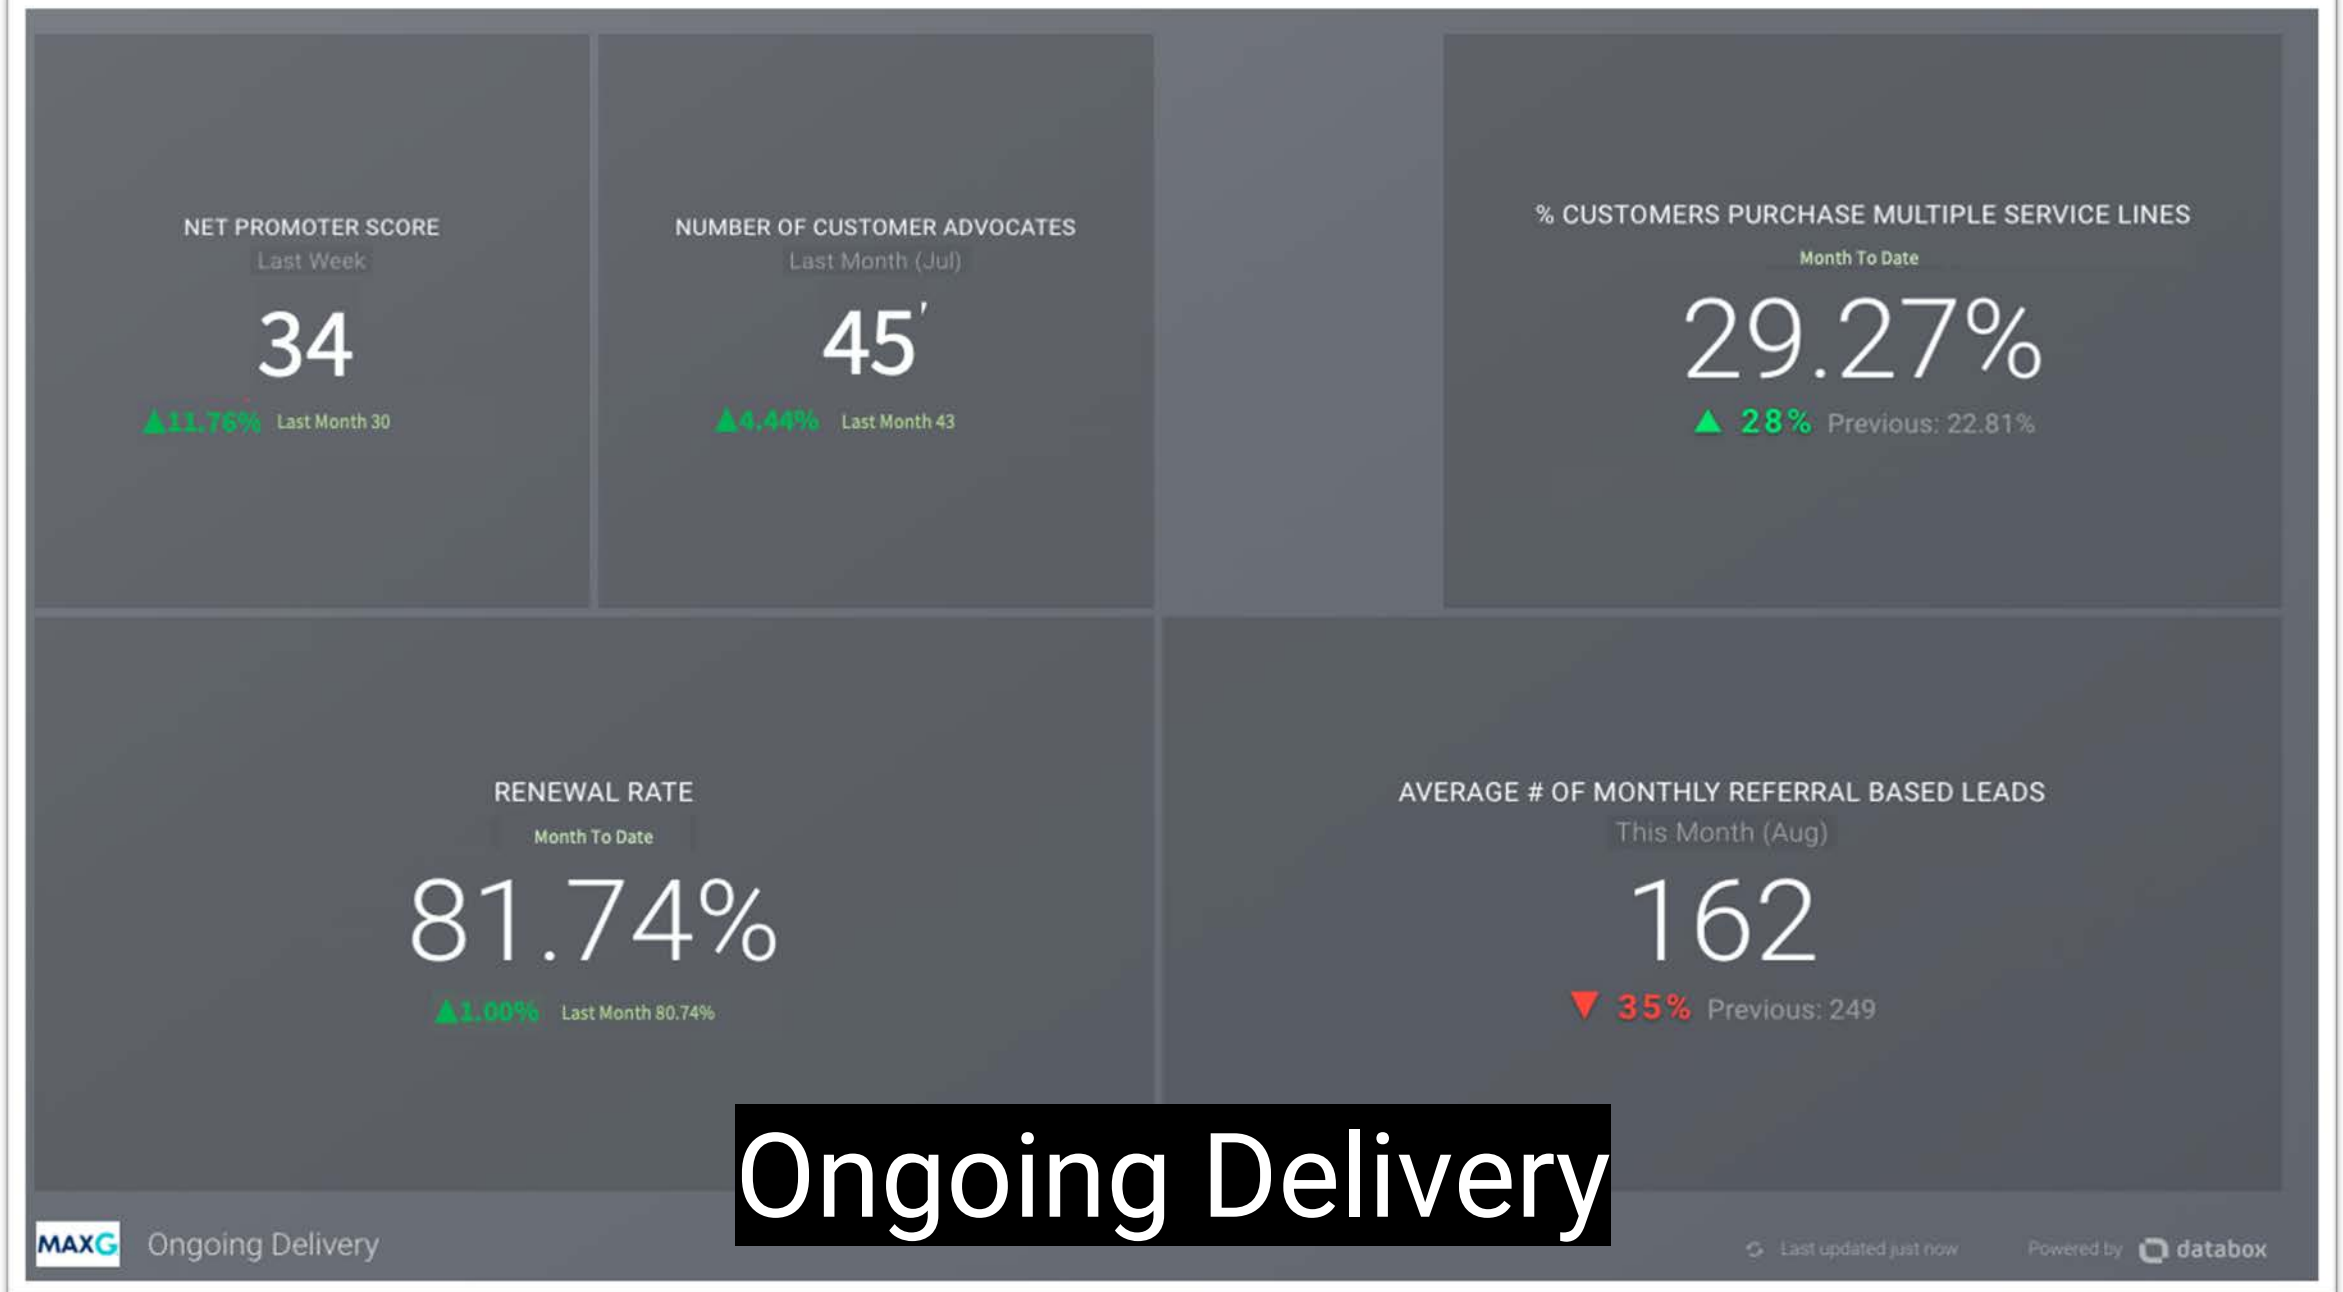 NET PROMOTER SCORE
Last Week
34
▲11.76% Last Month 30
NUMBER OF CUSTOMER ADVOCATES
Last Month (Jul)
45'
▲4.44% Last Month 43
% CUSTOMERS PURCHASE MULTIPLE SERVICE LINES
Month To Date
29.27%
▲ 28% Previous: 22.81%
RENEWAL RATE
Month To Date
81.74%
▲1.00% Last Month 80.74%
AVERAGE # OF MONTHLY REFERRAL BASED LEADS
This Month (Aug)
162
▼ 35% Previous: 249
Ongoing Delivery
MAXG Ongoing Delivery
Last updated just now Powered by databox